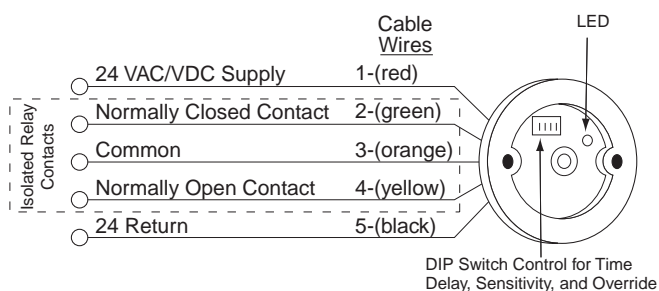 Cable
Wires
LED
24 VAC/VDC Supply 1-(red)
Isolated Relay
Contacts
Normally Closed Contact 2-(green)
Common 3-(orange)
Normally Open Contact 4-(yellow)
24 Return 5-(black)
DIP Switch Control for Time
Delay, Sensitivity, and Override